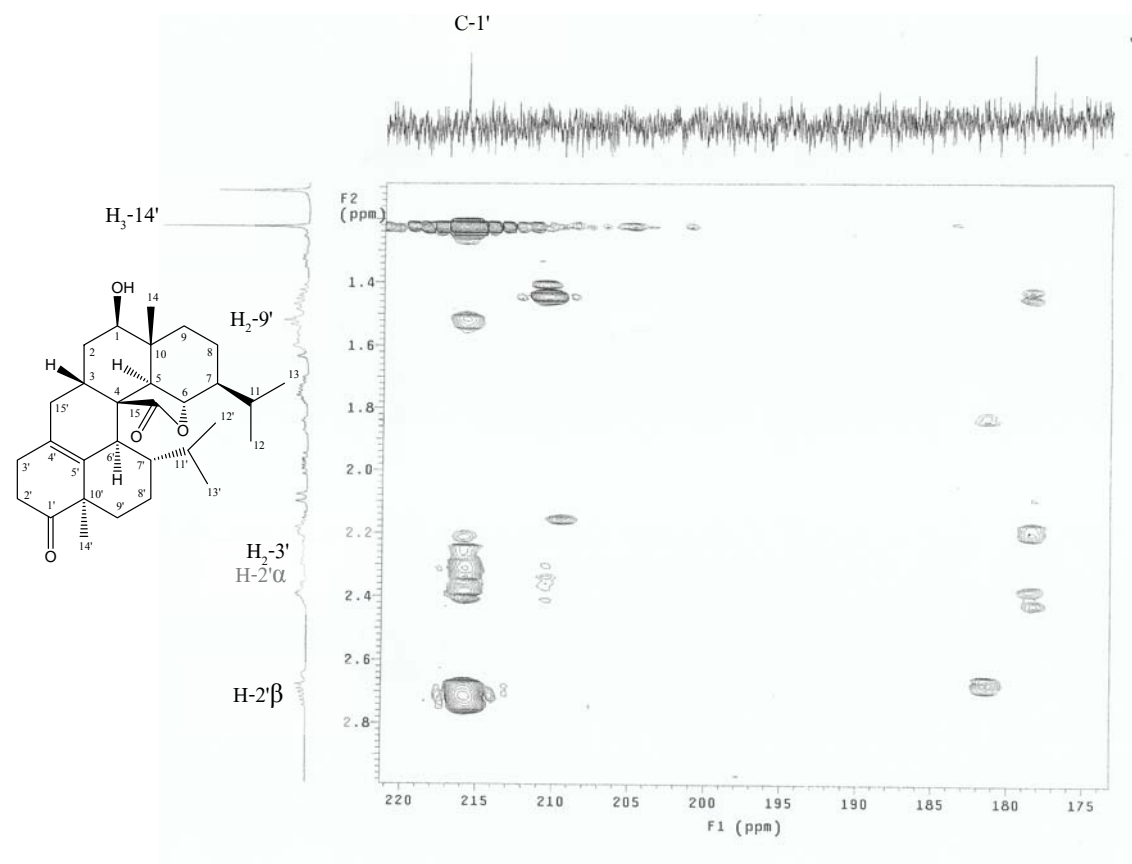 C-1'
F2
(ppm)
H3-14'
1.4
OH
14
H2-9'
1
9
1.6
2
10
8
H
H
5
3
7
13
4
6
11
1.8
15
O
12'
15'
O
12
4'
6'
7'
11'
2.0
3'
5'
H
13'
2'
10'
8'
1'
9'
2.2
14'
O
H2-3'
H-2'α
2.4
2.6
H-2'β
2.8
220 215 210 205 200 195 190 185 180 175
F1 (ppm)